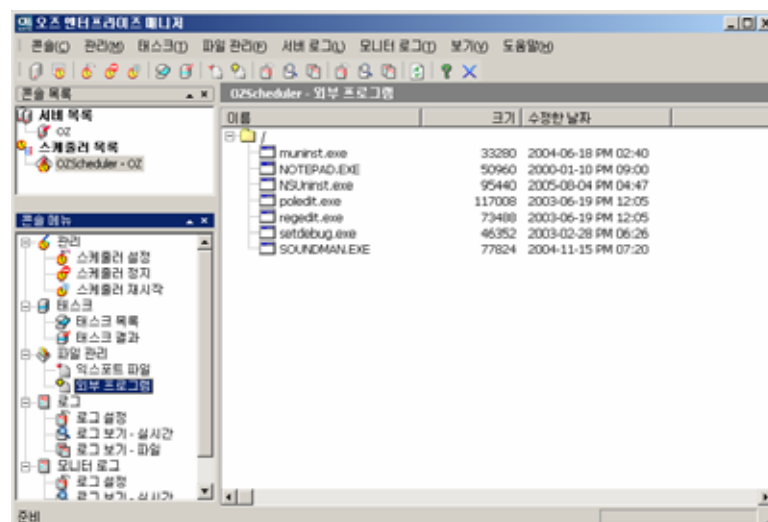 오즈 엔터프라이즈 매니저
콘솔(C) 관리(M) 태스크(T) 파일 관리(F) 서버 로그(L) 모니터 로그(O) 보기(V) 도움말(H)
콘솔 목록
서버 목록
OZ
스케줄러 목록
OZScheduler - OZ
콘솔 메뉴
관리
스케줄러 설정
스케줄러 정지
스케줄러 재시작
태스크
태스크 목록
태스크 결과
파일 관리
익스포트 파일
외부 프로그램
로그
로그 설정
로그 보기 - 실시간
로그 보기 - 파일
모니터 로그
로그 설정
로그 보기 - 실시간
OZScheduler - 외부 프로그램
이름 크기 수정한 날짜
/
muninst.exe 33280 2004-06-18 PM 02:40
NOTEPAD.EXE 50960 2000-01-10 PM 09:00
NSUninst.exe 95440 2005-08-04 PM 04:47
poledit.exe 117008 2003-06-19 PM 12:05
regedit.exe 73488 2003-06-19 PM 12:05
setdebug.exe 46352 2003-02-28 PM 06:26
SOUNDMAN.EXE 77824 2004-11-15 PM 07:20
준비